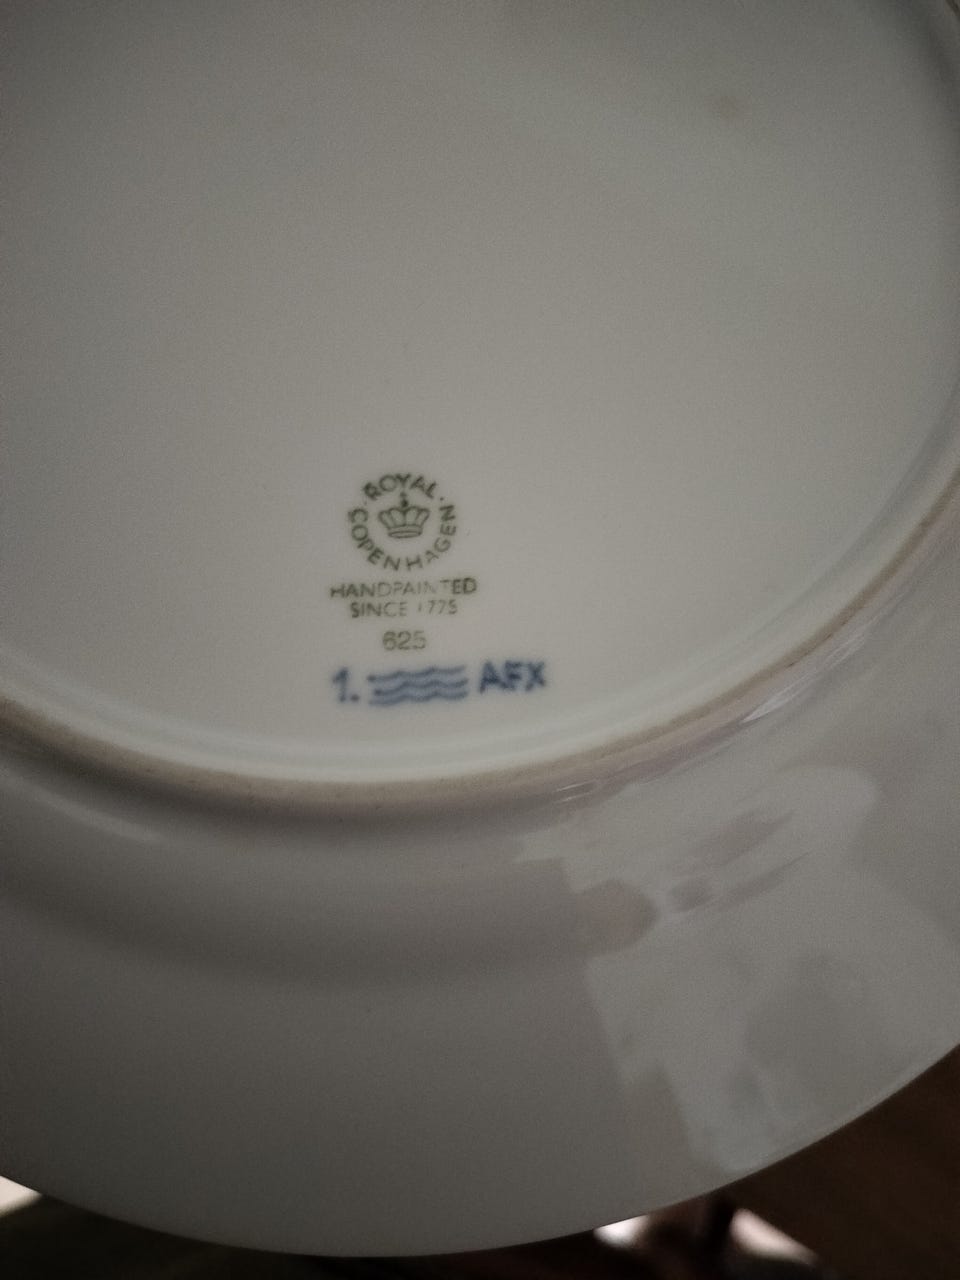 ROYAL COPENHAGEN
HANDPAINTED
SINCE 1775
625
1. AFX